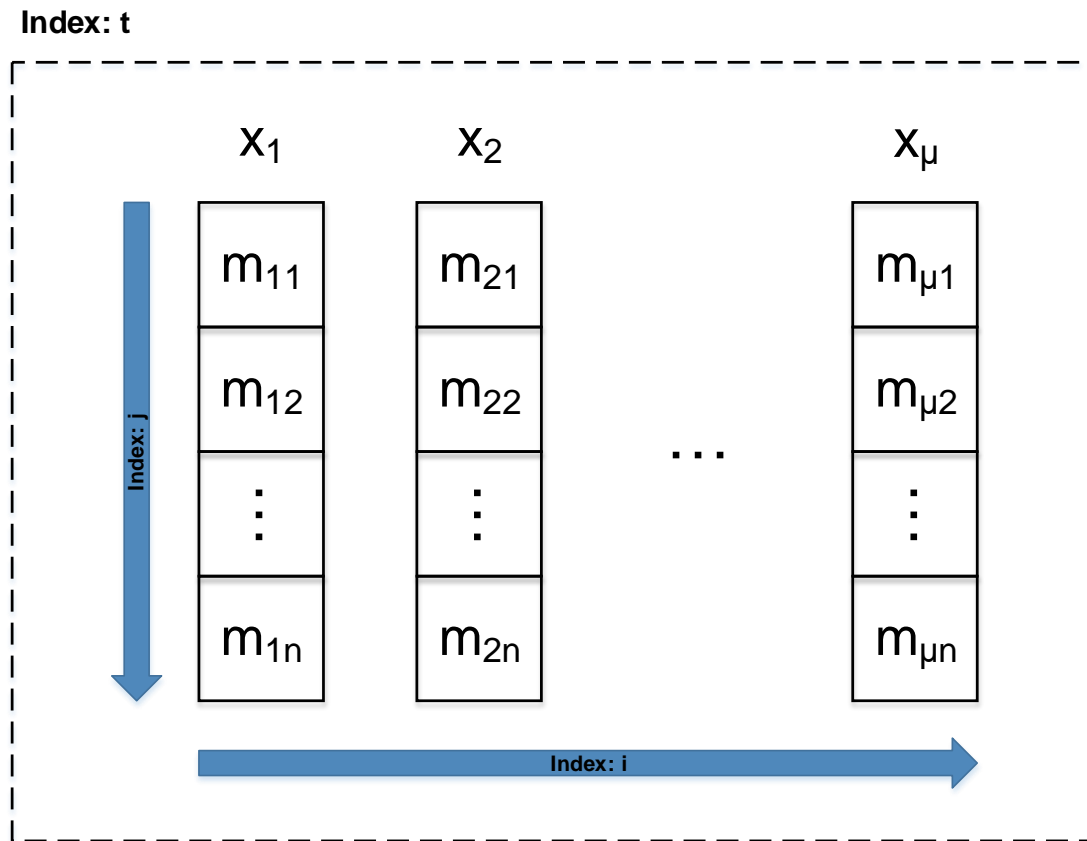 Index: t
x₁ x₂ xμ
m₁₁ m₂₁ mμ₁
m₁₂ m₂₂ mμ₂
Index: j
⋮ ⋮ … ⋮
m₁ₙ m₂ₙ mμₙ
Index: i